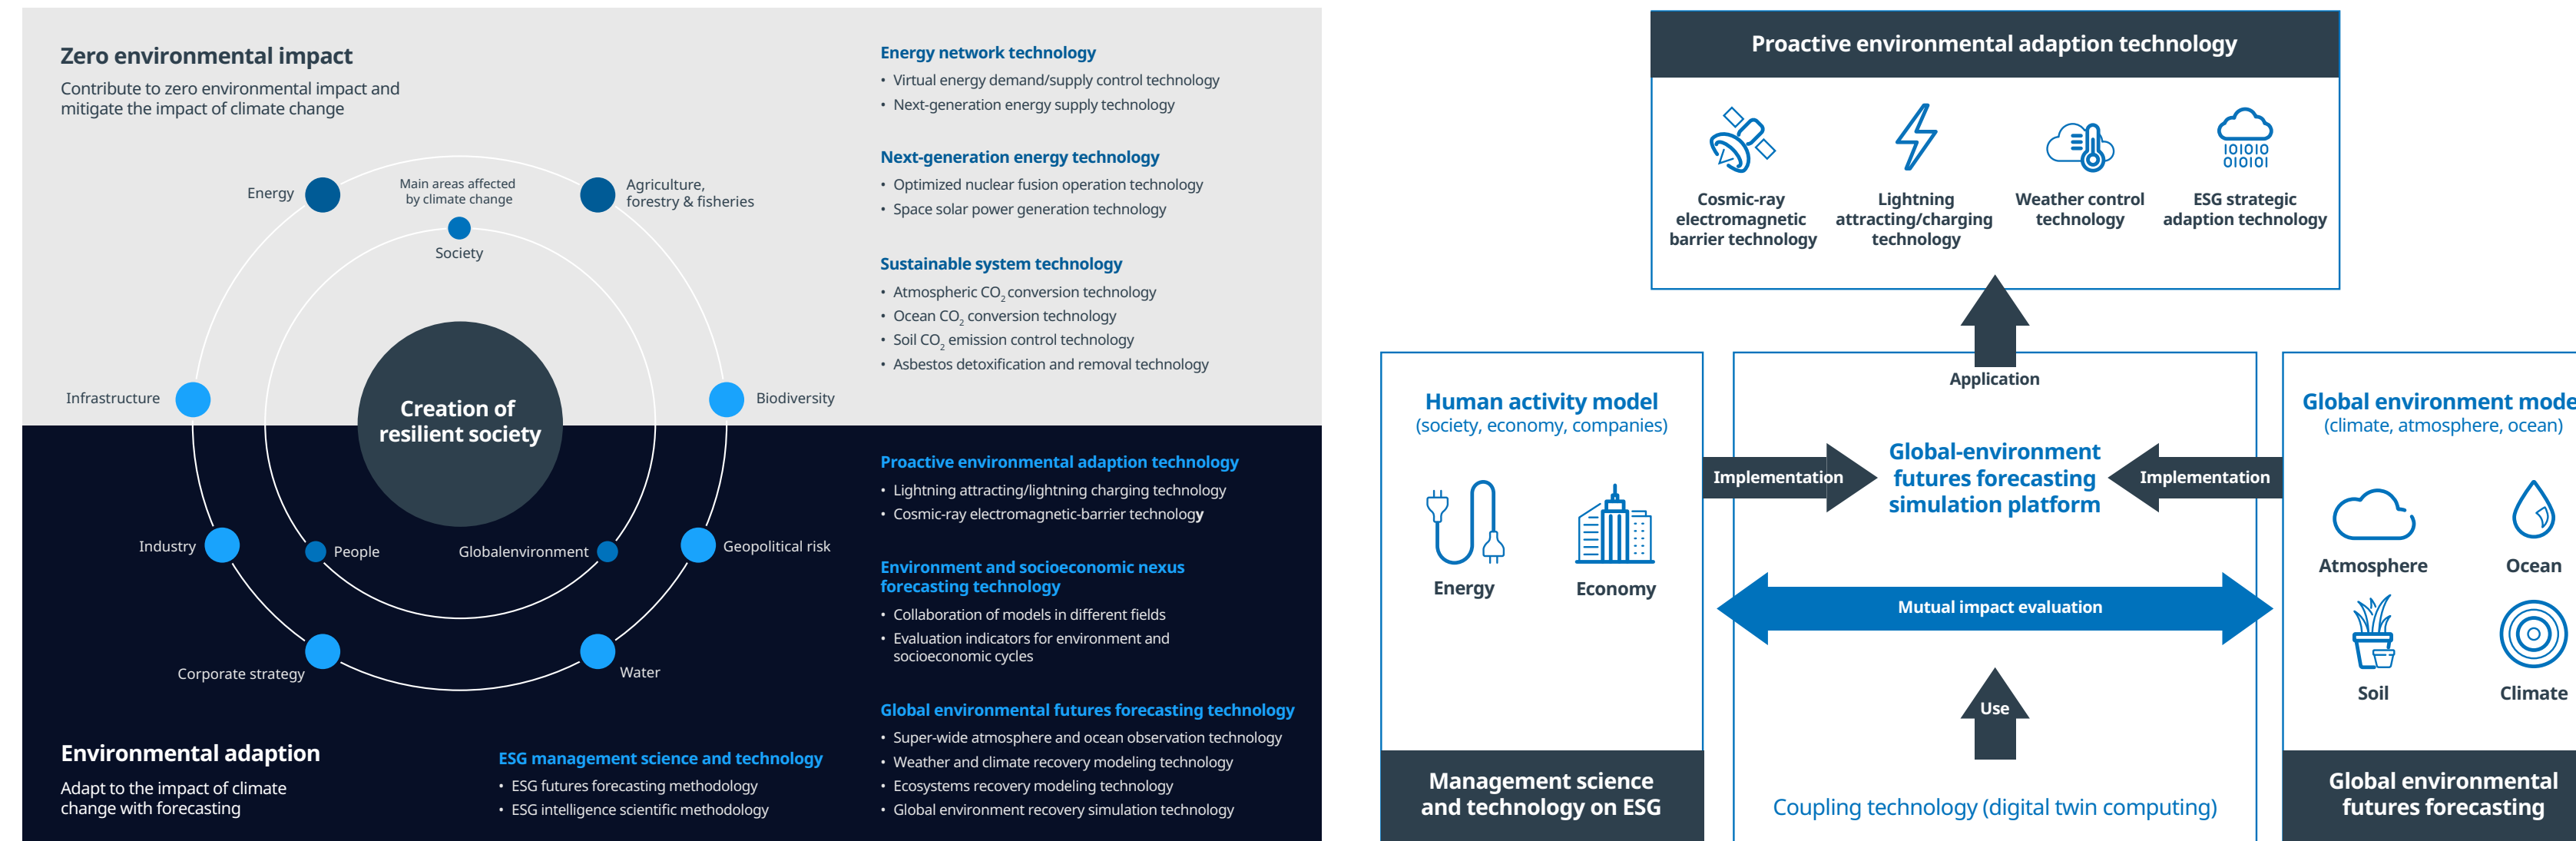 Zero environmental impact
Contribute to zero environmental impact and
mitigate the impact of climate change
Energy
Main areas affected
by climate change
Agriculture,
forestry & fisheries
Society
Infrastructure
Biodiversity
Creation of
resilient society
Industry
People
Globalenvironment
Geopolitical risk
Corporate strategy
Water
Environmental adaption
Adapt to the impact of climate
change with forecasting
ESG management science and technology
• ESG futures forecasting methodology
• ESG intelligence scientific methodology
Energy network technology
• Virtual energy demand/supply control technology
• Next-generation energy supply technology
Next-generation energy technology
• Optimized nuclear fusion operation technology
• Space solar power generation technology
Sustainable system technology
• Atmospheric CO₂ conversion technology
• Ocean CO₂ conversion technology
• Soil CO₂ emission control technology
• Asbestos detoxification and removal technology
Proactive environmental adaption technology
• Lightning attracting/lightning charging technology
• Cosmic-ray electromagnetic-barrier technology
Environment and socioeconomic nexus
forecasting technology
• Collaboration of models in different fields
• Evaluation indicators for environment and
socioeconomic cycles
Global environmental futures forecasting technology
• Super-wide atmosphere and ocean observation technology
• Weather and climate recovery modeling technology
• Ecosystems recovery modeling technology
• Global environment recovery simulation technology
Proactive environmental adaption technology
Cosmic-ray
electromagnetic
barrier technology
Lightning
attracting/charging
technology
Weather control
technology
IOIOIO
OIOIOI
ESG strategic
adaption technology
Application
Human activity model
(society, economy, companies)
Energy
Economy
Management science
and technology on ESG
Implementation
Global-environment
futures forecasting
simulation platform
Implementation
Mutual impact evaluation
Use
Coupling technology (digital twin computing)
Global environment mode
(climate, atmosphere, ocean)
Atmosphere
Ocean
Soil
Climate
Global environmental
futures forecasting